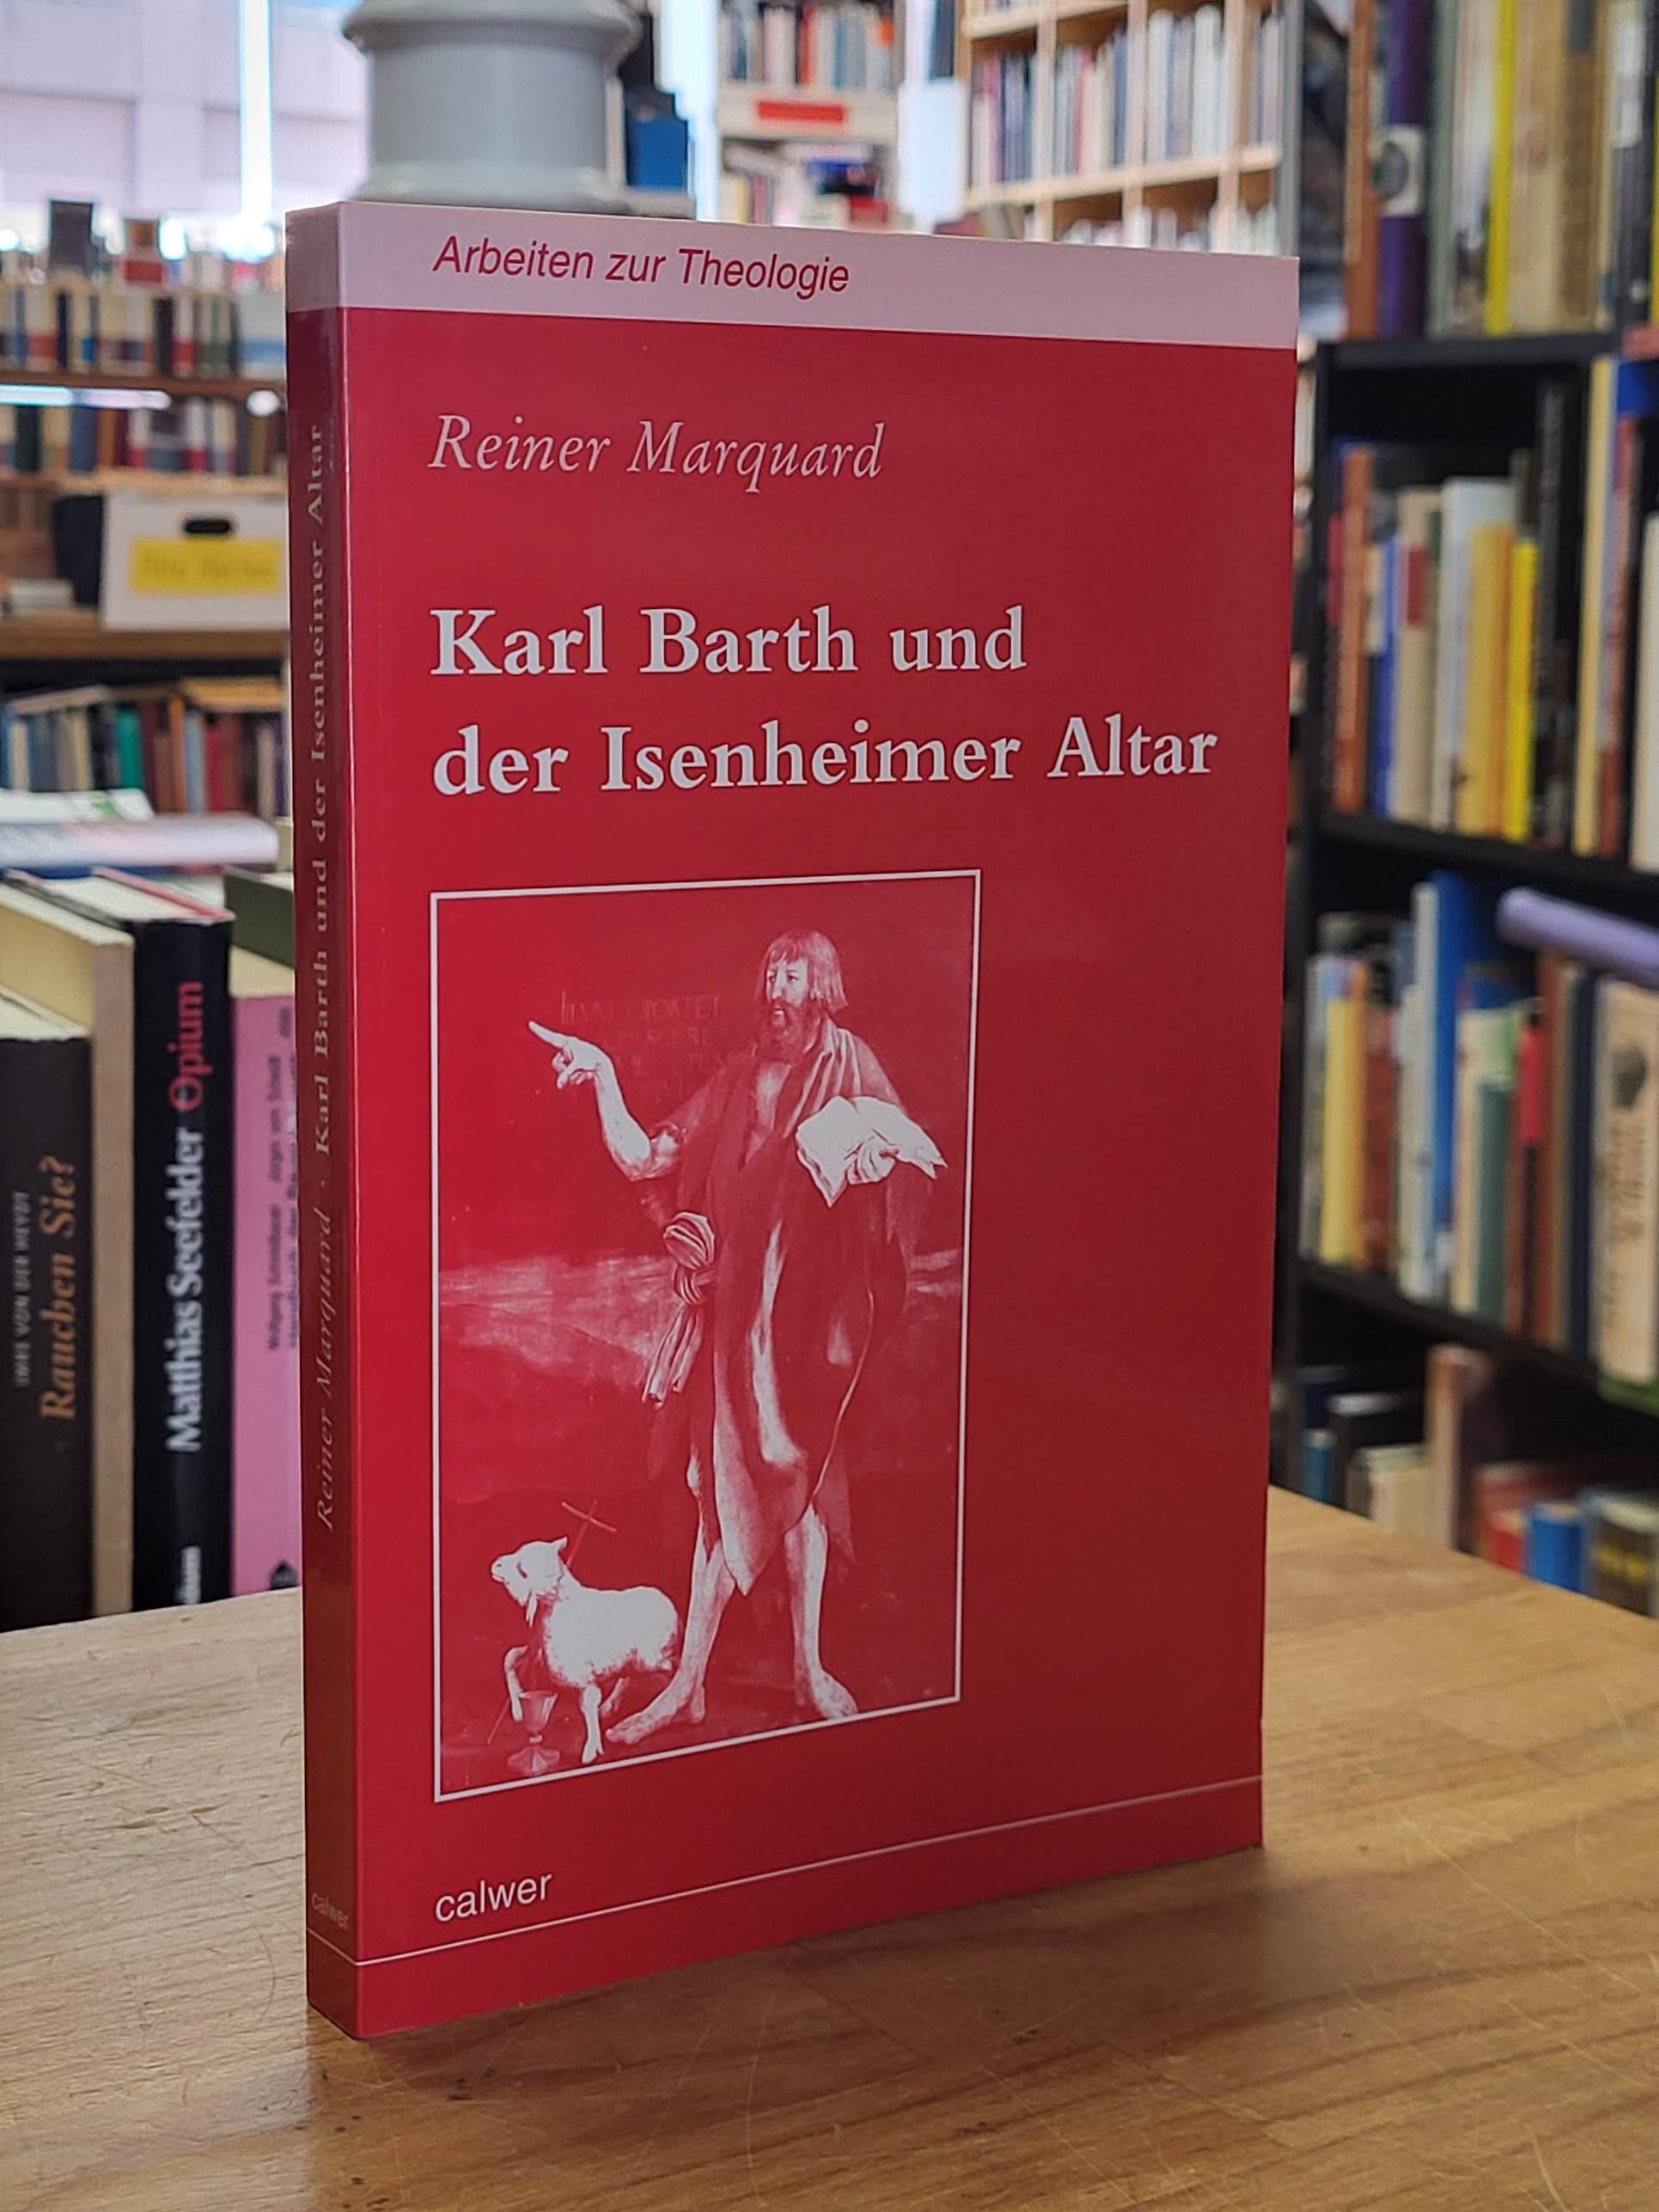 Arbeiten zur Theologie
Reiner Marquard
Karl Barth und
der Isenheimer Altar
calwer
Reiner Marquard · Karl Barth und der Isenheimer Altar
calwer
Rauchen Sie?
Matthias Seefelder Opium